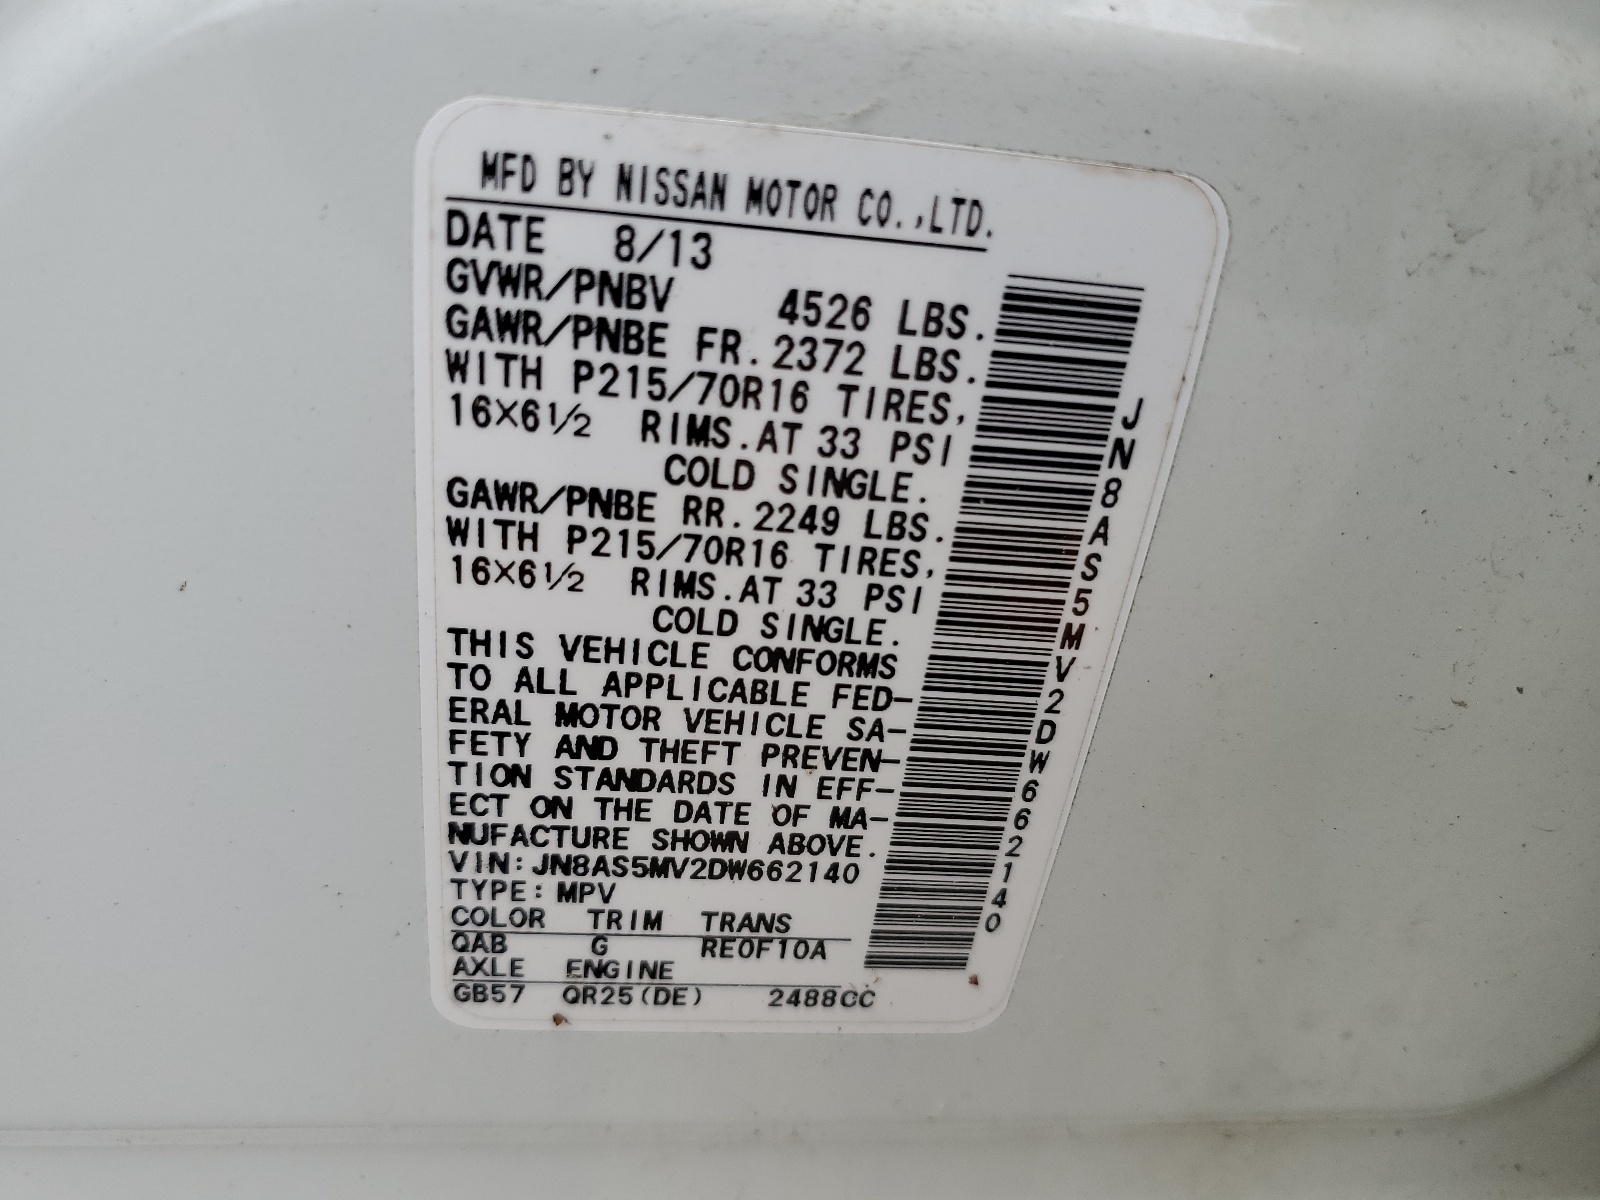 MFD BY NISSAN MOTOR CO.,LTD.
DATE 8/13
GVWR/PNBV 4526 LBS.
GAWR/PNBE FR. 2372 LBS.
WITH P215/70R16 TIRES,
16×6½ RIMS. AT 33 PSI
COLD SINGLE.
GAWR/PNBE RR. 2249 LBS.
WITH P215/70R16 TIRES,
16×6½ RIMS. AT 33 PSI
COLD SINGLE.
THIS VEHICLE CONFORMS
TO ALL APPLICABLE FED-
ERAL MOTOR VEHICLE SA-
FETY AND THEFT PREVEN-
TION STANDARDS IN EFF-
ECT ON THE DATE OF MA-
NUFACTURE SHOWN ABOVE.
VIN: JN8AS5MV2DW662140
TYPE: MPV
COLOR TRIM TRANS
QAB G RE0F10A
AXLE ENGINE
GB57 QR25(DE) 2488CC
JN8AS5MV2DW662140